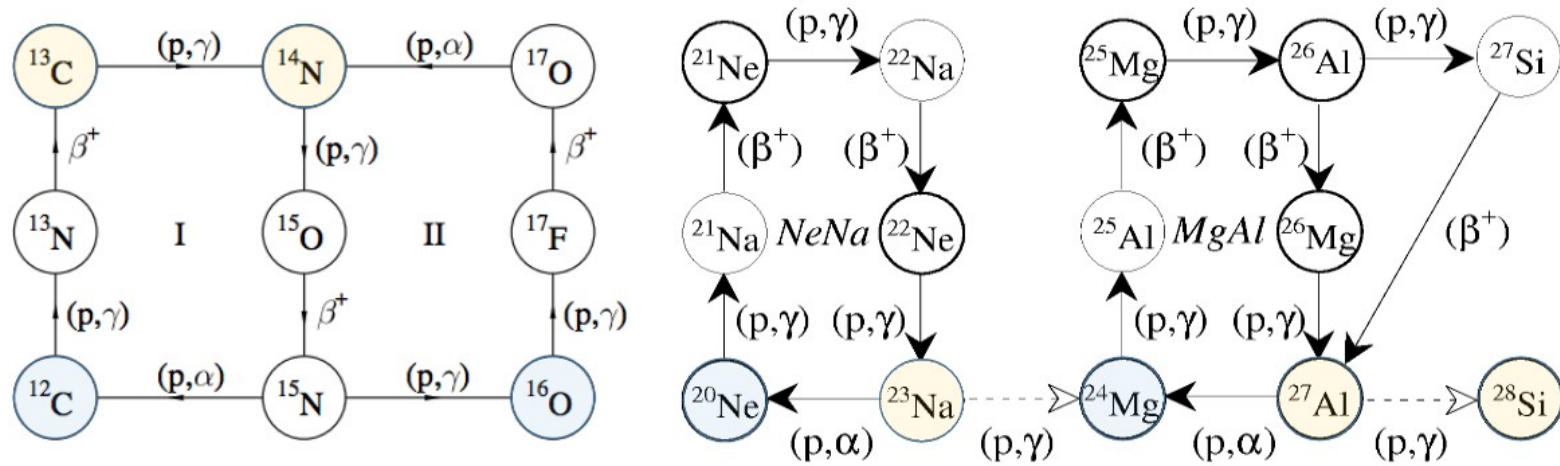 ¹³C (p,γ) ¹⁴N (p,α) ¹⁷O ²¹Ne (p,γ) ²²Na ²⁵Mg (p,γ) ²⁶Al (p,γ) ²⁷Si
β⁺ (p,γ) β⁺ (β⁺) (β⁺) (β⁺) (β⁺)
¹³N I ¹⁵O II ¹⁷F ²¹Na NeNa ²²Ne ²⁵Al MgAl ²⁶Mg (β⁺)
(p,γ) β⁺ (p,γ) (p,γ) (p,γ) (p,γ) (p,γ)
¹²C (p,α) ¹⁵N (p,γ) ¹⁶O ²⁰Ne ²³Na ²⁴Mg ²⁷Al ²⁸Si
(p,α) (p,γ) (p,α) (p,γ)